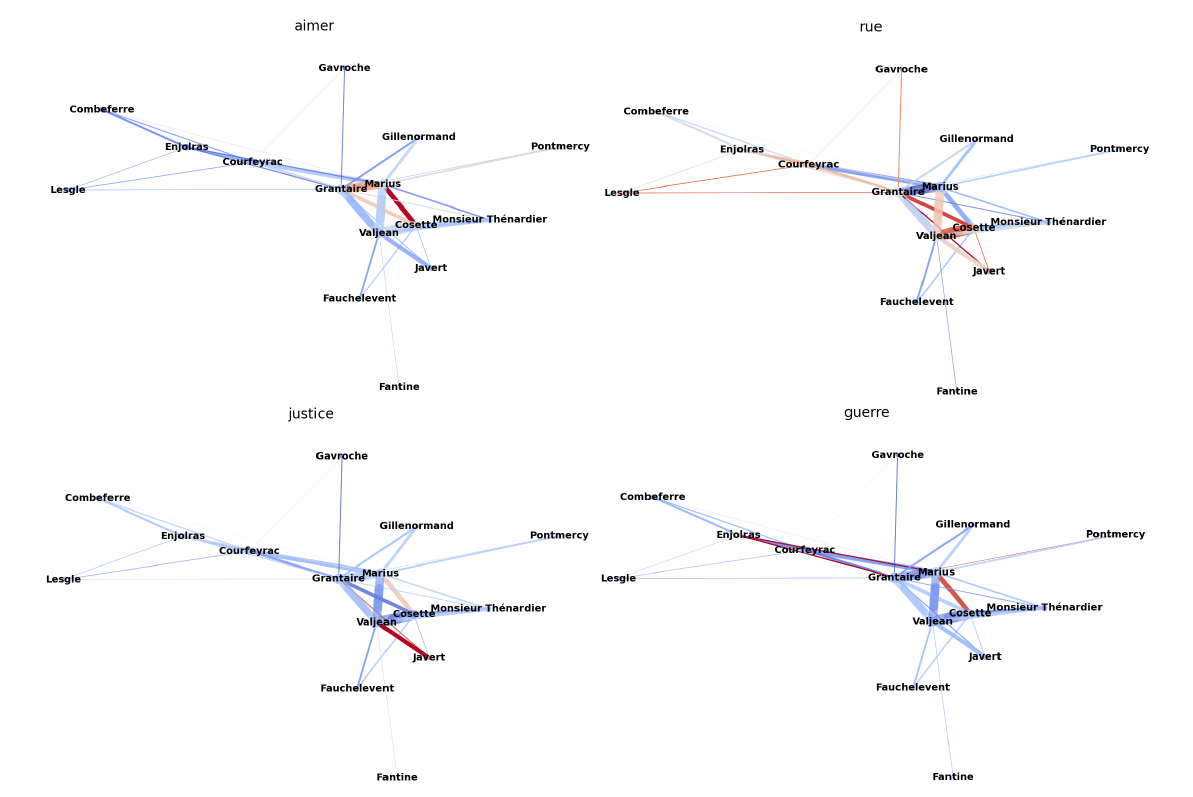 aimer
Gavroche
Combeferre
Gillenormand
Enjolras
Pontmercy
Courfeyrac
Marius
Lesgle
Grantaire
Monsieur Thénardier
Cosette
Valjean
Javert
Fauchelevent
Fantine
rue
Gavroche
Combeferre
Gillenormand
Enjolras
Pontmercy
Courfeyrac
Marius
Lesgle
Grantaire
Monsieur Thénardier
Cosette
Valjean
Javert
Fauchelevent
Fantine
justice
Gavroche
Combeferre
Gillenormand
Enjolras
Pontmercy
Courfeyrac
Marius
Lesgle
Grantaire
Monsieur Thénardier
Cosette
Valjean
Javert
Fauchelevent
Fantine
guerre
Gavroche
Combeferre
Gillenormand
Enjolras
Pontmercy
Courfeyrac
Marius
Lesgle
Grantaire
Monsieur Thénardier
Cosette
Valjean
Javert
Fauchelevent
Fantine